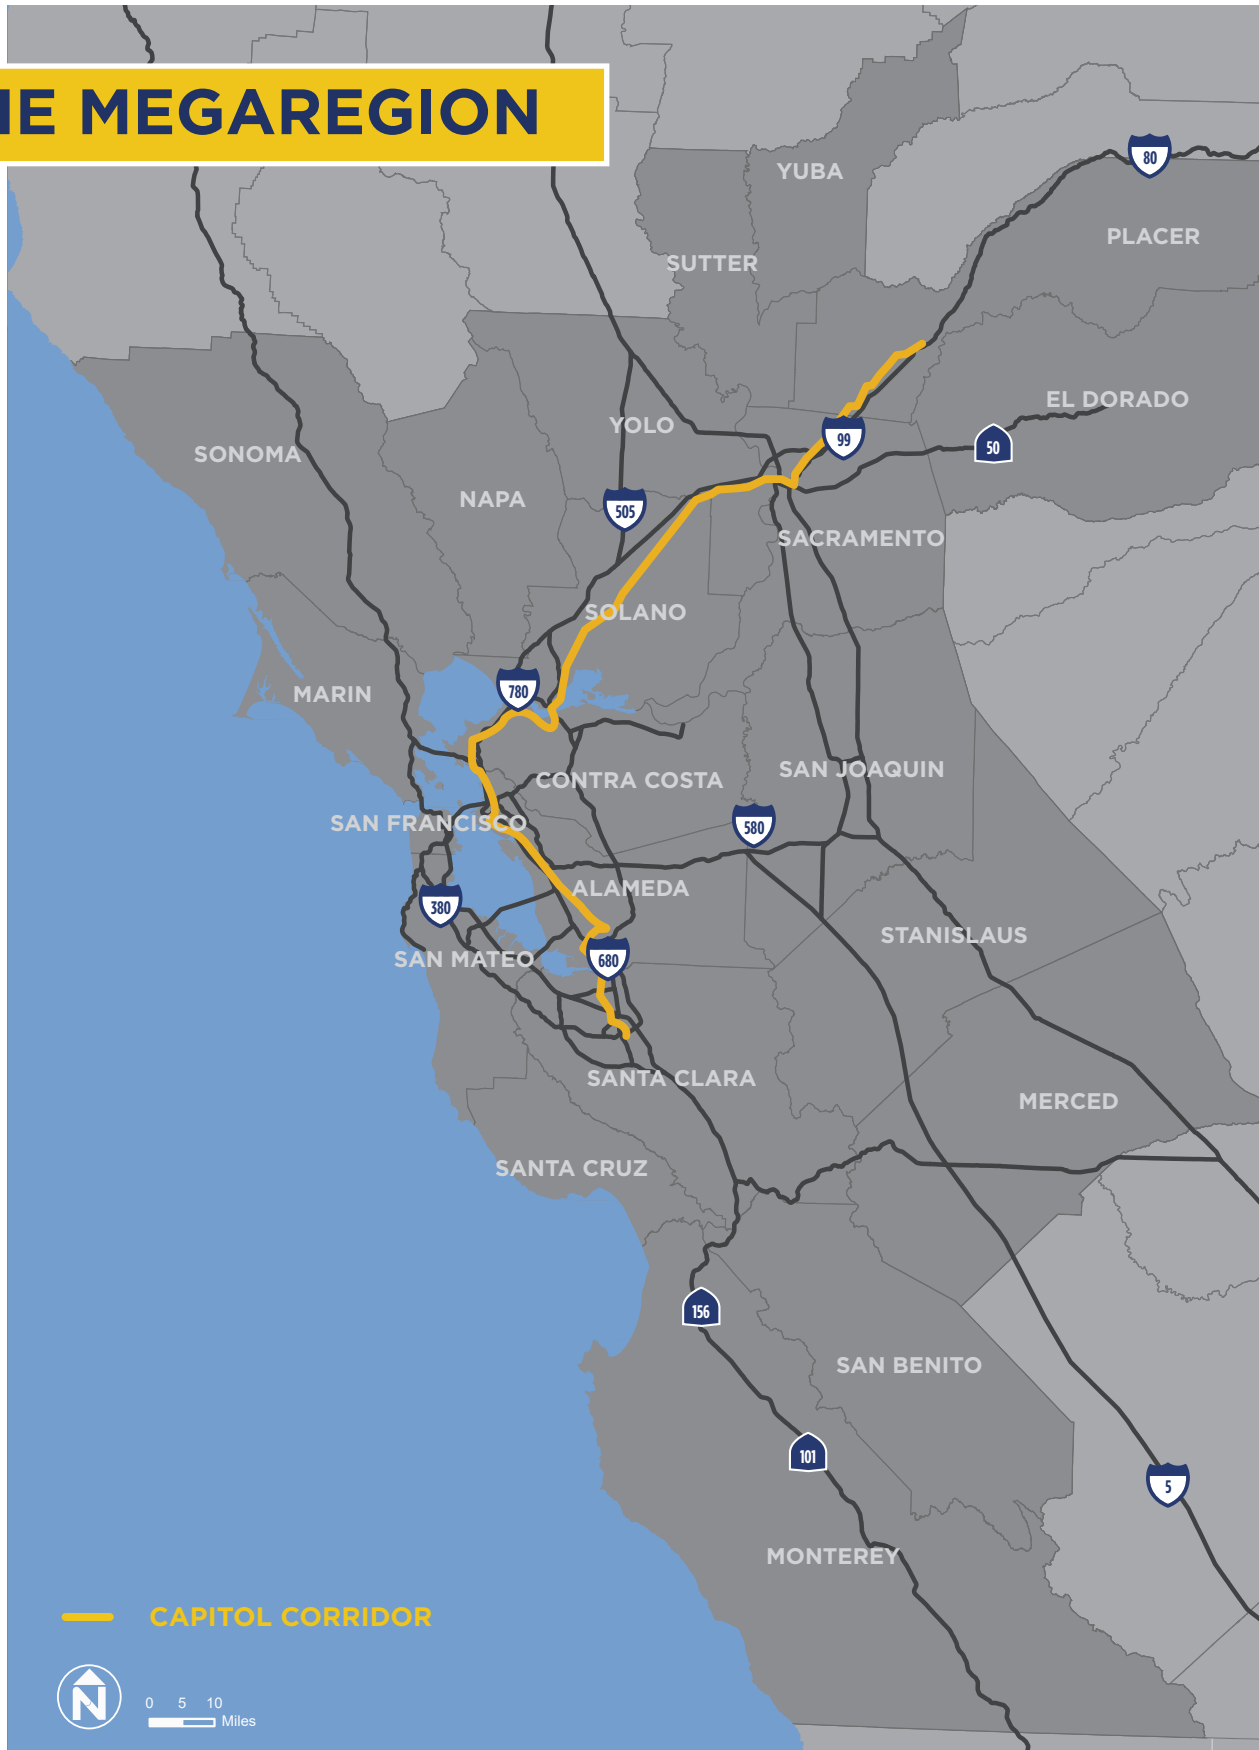 HE MEGAREGION
80
YUBA
PLACER
SUTTER
EL DORADO
YOLO
99
50
SONOMA
NAPA
505
SACRAMENTO
SOLANO
780
MARIN
SAN JOAQUIN
CONTRA COSTA
SAN FRANCISCO
580
ALAMEDA
380
STANISLAUS
SAN MATEO
680
SANTA CLARA
MERCED
SANTA CRUZ
156
SAN BENITO
101
5
MONTEREY
CAPITOL CORRIDOR
N
0 5 10
Miles